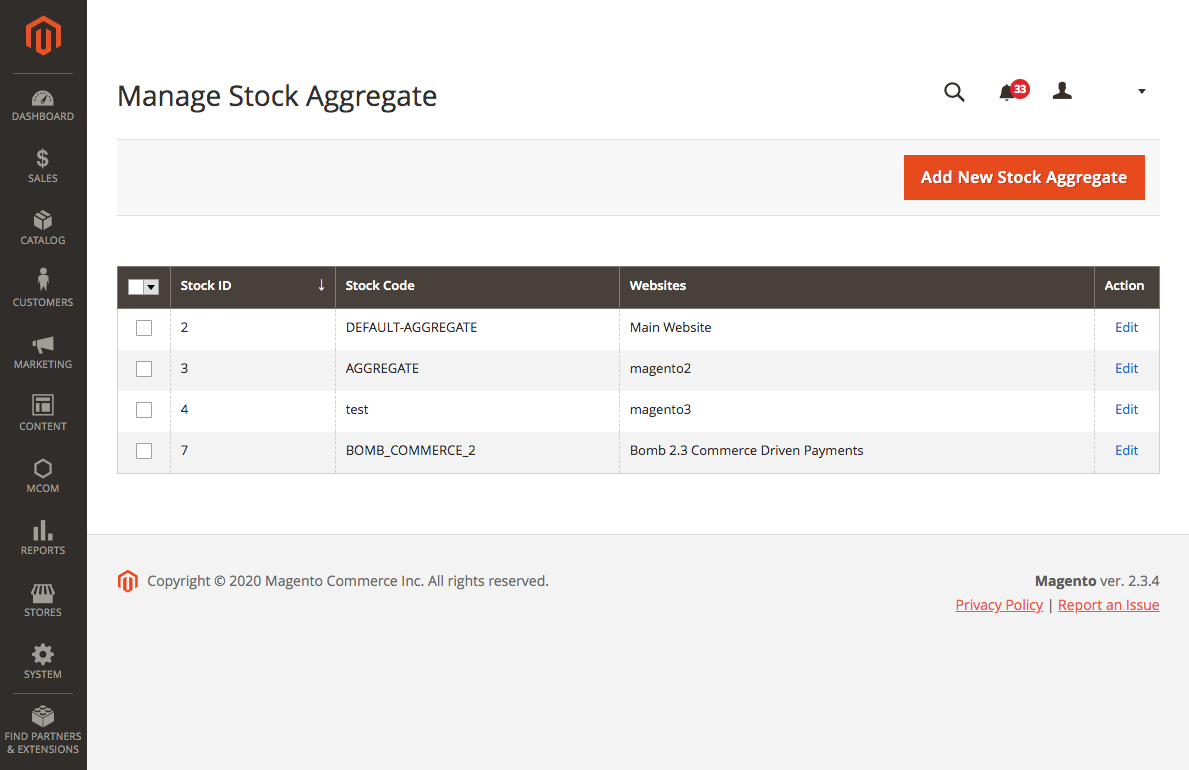 Manage Stock Aggregate
33
Add New Stock Aggregate
DASHBOARD
SALES
CATALOG
CUSTOMERS
MARKETING
CONTENT
MCOM
REPORTS
STORES
SYSTEM
FIND PARTNERS
& EXTENSIONS
Stock ID ↓ Stock Code Websites Action
2 DEFAULT-AGGREGATE Main Website Edit
3 AGGREGATE magento2 Edit
4 test magento3 Edit
7 BOMB_COMMERCE_2 Bomb 2.3 Commerce Driven Payments Edit
Copyright © 2020 Magento Commerce Inc. All rights reserved.
Magento ver. 2.3.4
Privacy Policy | Report an Issue